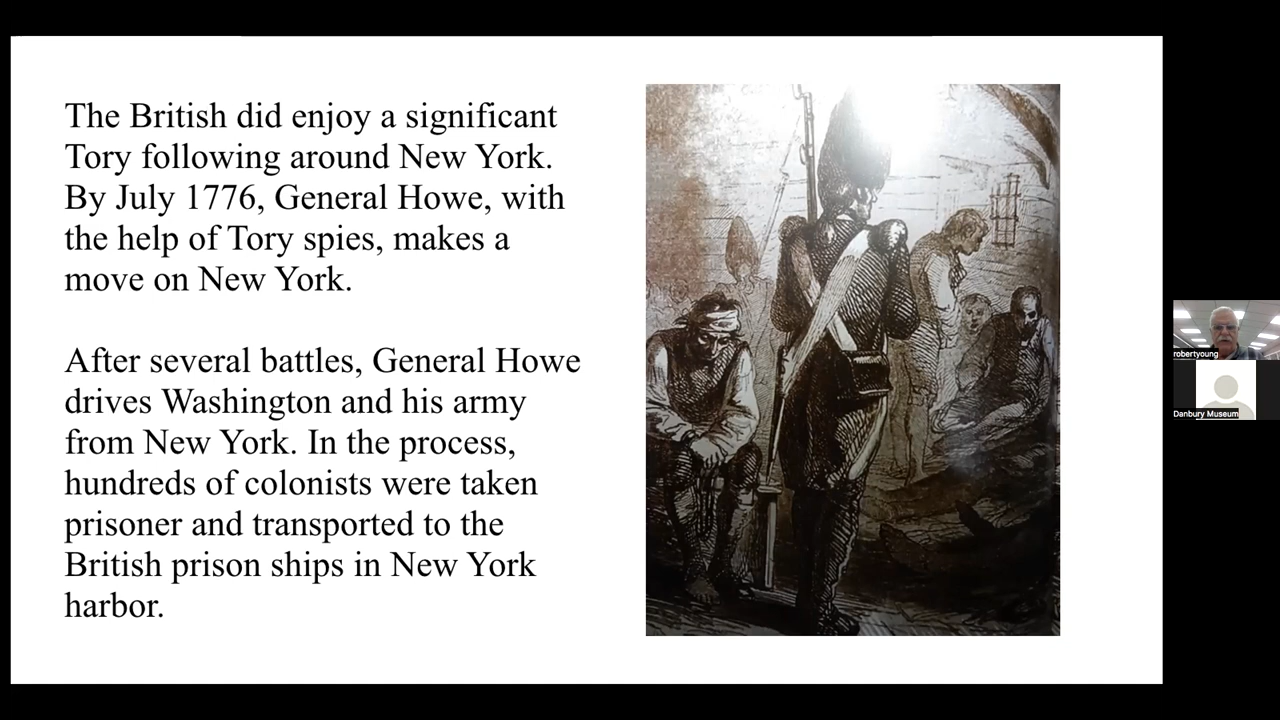 The British did enjoy a significant
Tory following around New York.
By July 1776, General Howe, with
the help of Tory spies, makes a
move on New York.
After several battles, General Howe
drives Washington and his army
from New York. In the process,
hundreds of colonists were taken
prisoner and transported to the
British prison ships in New York
harbor.
robertyoung
Danbury Museum